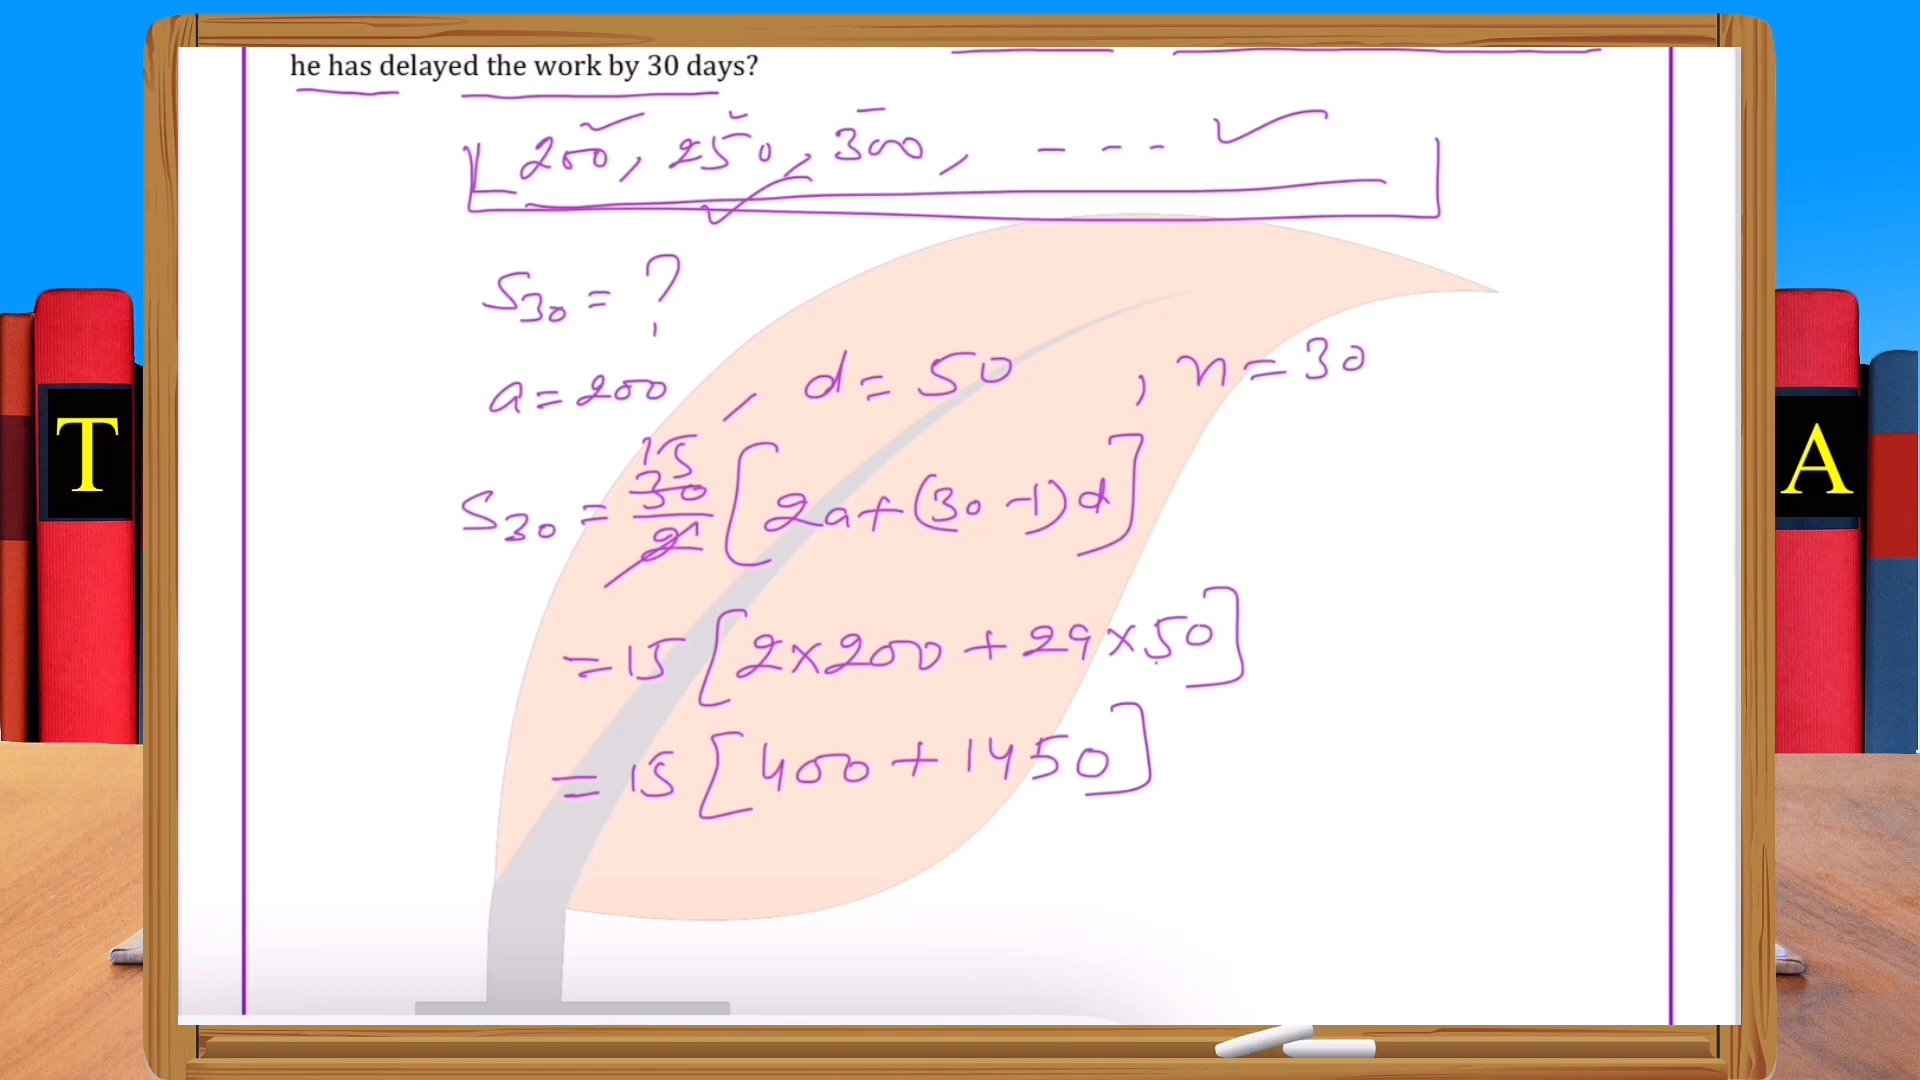 he has delayed the work by 30 days?
200, 250, 300, - - - -
S30 = ?
a = 200, d = 50, n = 30
15
S30 = 30/2 [2a + (30 - 1) d]
= 15 [2 × 200 + 29 × 50]
= 15 [400 + 1450]
T
A